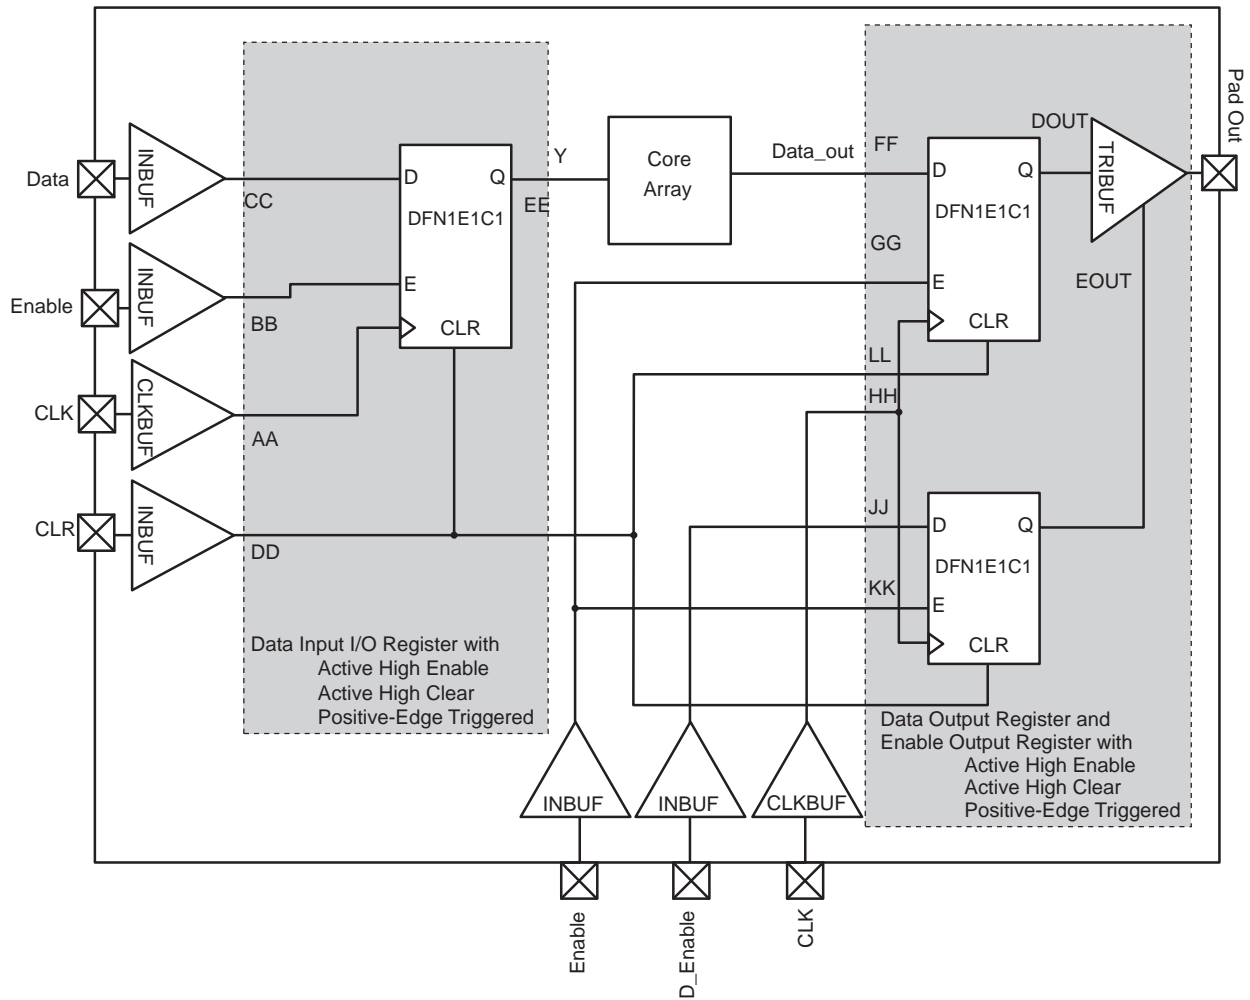 Data
INBUF
CC
Enable
INBUF
BB
CLK
CLKBUF
AA
CLR
INBUF
DD
D
Q
DFN1E1C1
E
CLR
Y
EE
Core
Array
Data_out
FF
GG
LL
HH
JJ
KK
D
Q
DFN1E1C1
E
CLR
DOUT
TRIBUF
EOUT
Pad Out
D
Q
DFN1E1C1
E
CLR
Data Input I/O Register with
Active High Enable
Active High Clear
Positive-Edge Triggered
Data Output Register and
Enable Output Register with
Active High Enable
Active High Clear
Positive-Edge Triggered
INBUF
INBUF
CLKBUF
Enable
D_Enable
CLK